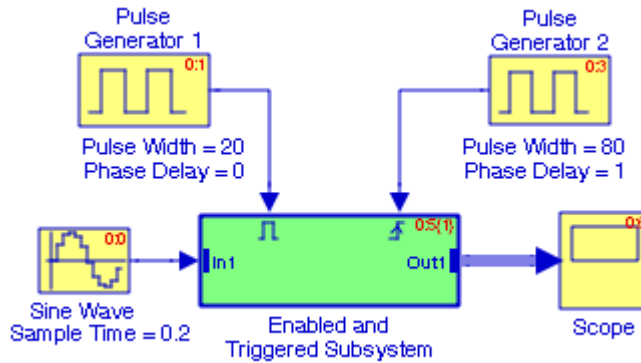 Pulse
Generator 1
0:1
Pulse Width = 20
Phase Delay = 0
Pulse
Generator 2
0:3
Pulse Width = 80
Phase Delay = 1
0:0
Sine Wave
Sample Time = 0.2
In1
0:5{1}
Out1
Enabled and
Triggered Subsystem
Scope